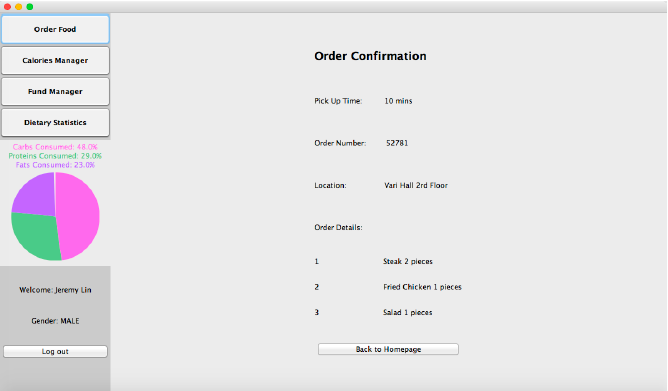 Order Food
Calories Manager
Fund Manager
Dietary Statistics
Carbs Consumed: 48.0%
Proteins Consumed: 29.0%
Fats Consumed: 23.0%
Welcome: Jeremy Lin
Gender: MALE
Log out
Order Confirmation
Pick Up Time: 10 mins
Order Number: 52781
Location: Vari Hall 2rd Floor
Order Details:
1 Steak 2 pieces
2 Fried Chicken 1 pieces
3 Salad 1 pieces
Back to Homepage